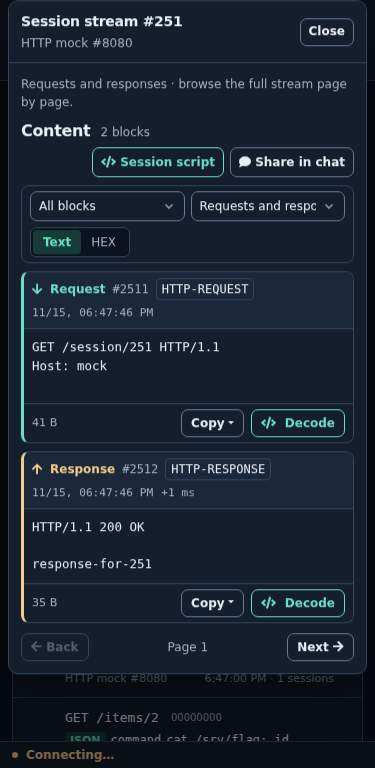 Session stream #251
HTTP mock #8080
Close
Requests and responses · browse the full stream page
by page.
Content 2 blocks
</> Session script
Share in chat
All blocks
Requests and respo
Text HEX
Request #2511 HTTP-REQUEST
11/15, 06:47:46 PM
GET /session/251 HTTP/1.1
Host: mock
41 B
Copy
</> Decode
Response #2512 HTTP-RESPONSE
11/15, 06:47:46 PM +1 ms
HTTP/1.1 200 OK
response-for-251
35 B
Copy
</> Decode
← Back
Page 1
Next →
HTTP mock #8080 6:47:00 PM · 1 sessions
GET /items/2 00000000
JSON command cat /srv/flag; id
Connecting…